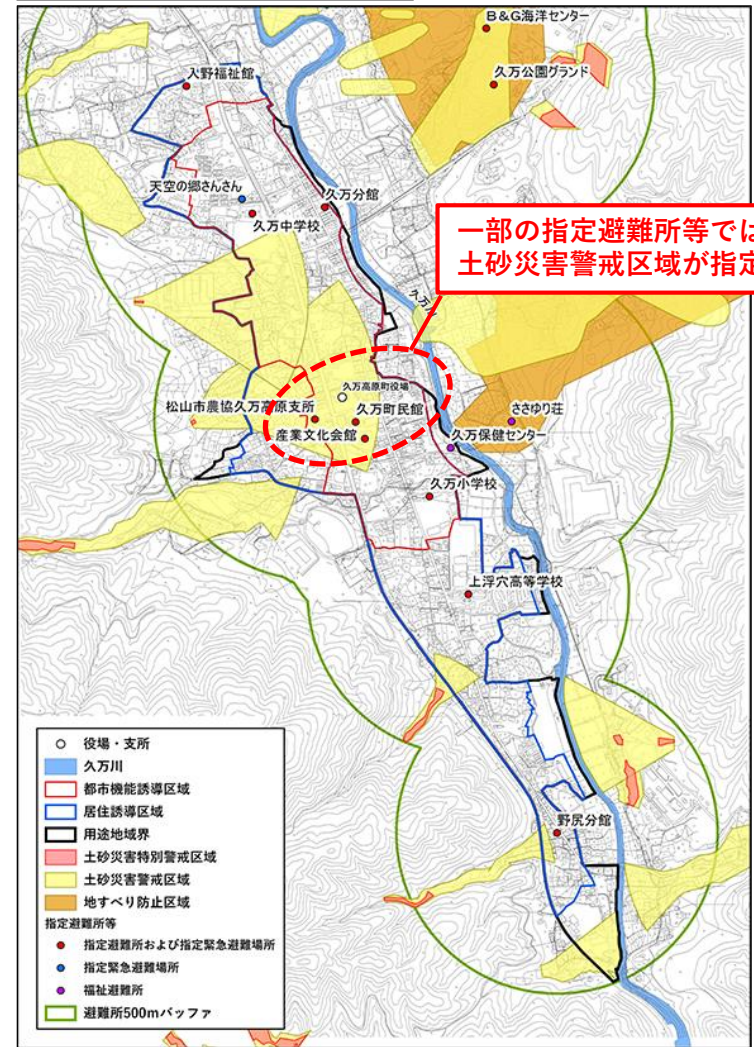 B&G海洋センター
久万公園グランド
入野福祉館
天空の郷さんさん
久万分館
久万中学校
一部の指定避難所等では
土砂災害警戒区域が指定
久万川
久万高原町役場
松山市農協久万高原支所
久万町民館
産業文化会館
ささゆり荘
久万保健センター
久万小学校
上浮穴高等学校
野尻分館
役場・支所
久万川
都市機能誘導区域
居住誘導区域
用途地域界
土砂災害特別警戒区域
土砂災害警戒区域
地すべり防止区域
指定避難所等
指定避難所および指定緊急避難場所
指定緊急避難場所
福祉避難所
避難所500mバッファ